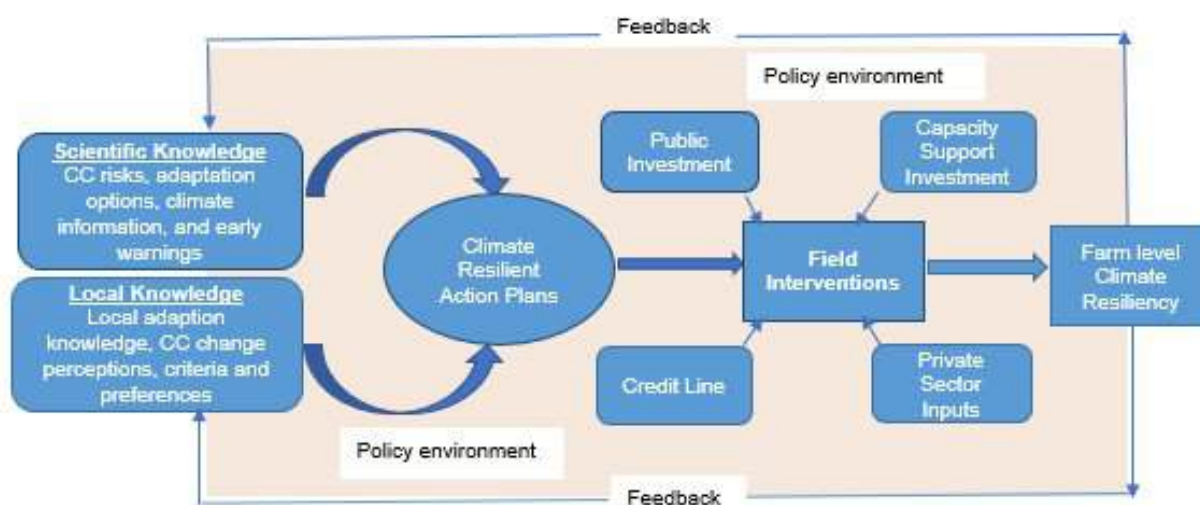 Feedback
Policy environment
Scientific Knowledge
CC risks, adaptation
options, climate
information, and early
warnings
Local Knowledge
Local adaption
knowledge, CC change
perceptions, criteria and
preferences
Climate
Resilient
Action Plans
Public
Investment
Capacity
Support
Investment
Field
Interventions
Credit Line
Private
Sector
Inputs
Farm level
Climate
Resiliency
Policy environment
Feedback